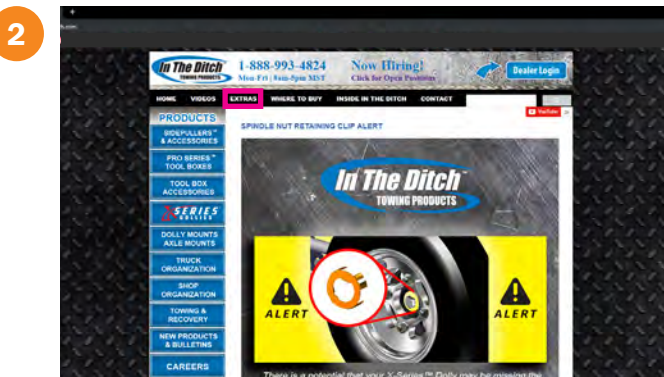 2
In The Ditch
TOWING PRODUCTS
1-888-993-4824
Mon-Fri | 8am-5pm MST
Now Hiring!
Click for Open Positions
Dealer Login
HOME VIDEOS EXTRAS WHERE TO BUY INSIDE IN THE DITCH CONTACT
YouTube
PRODUCTS
SIDEPULLERS™
& ACCESSORIES
PRO SERIES™
TOOL BOXES
TOOL BOX
ACCESSORIES
X-SERIES
DOLLIES
DOLLY MOUNTS
AXLE MOUNTS
TRUCK
ORGANIZATION
SHOP
ORGANIZATION
TOWING &
RECOVERY
NEW PRODUCTS
& BULLETINS
CAREERS
SPINDLE NUT RETAINING CLIP ALERT
In The Ditch™
TOWING PRODUCTS
ALERT
ALERT
There is a potential that your X-Series™ Dolly may be missing the